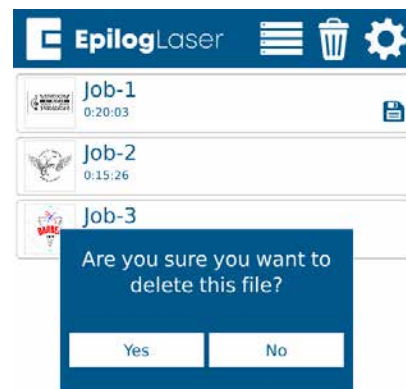 EpilogLaser
Job-1
0:20:03
Job-2
0:15:26
Job-3
Are you sure you want to
delete this file?
Yes
No